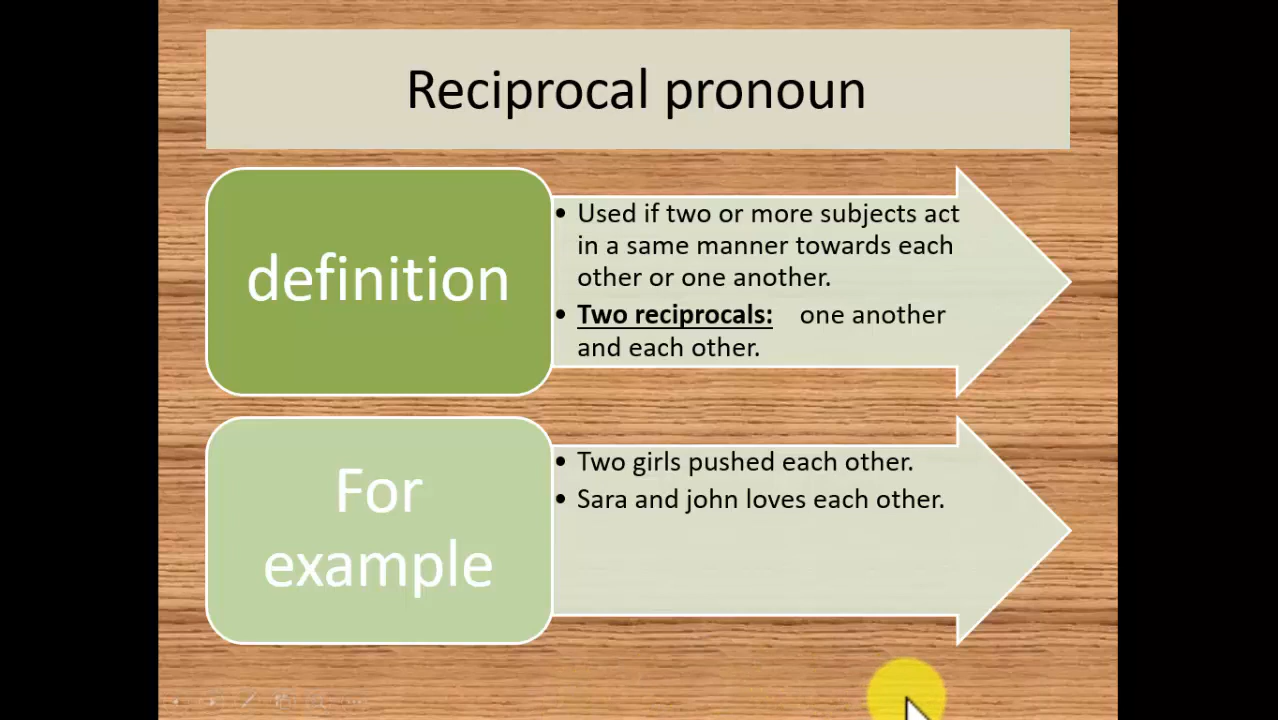 Reciprocal pronoun
definition
• Used if two or more subjects act
in a same manner towards each
other or one another.
• Two reciprocals: one another
and each other.
For
example
• Two girls pushed each other.
• Sara and john loves each other.